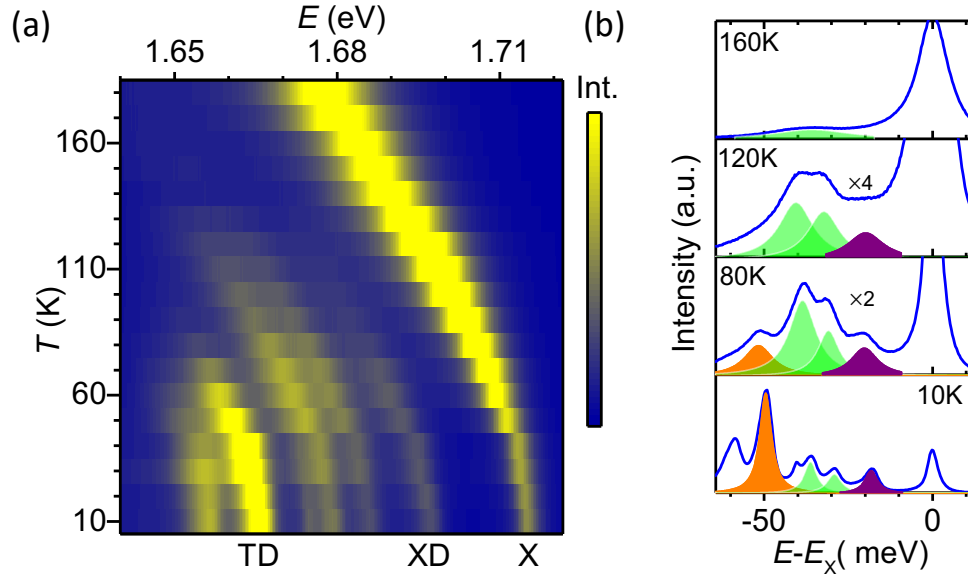 (a)
E (eV)
1.65 1.68 1.71
Int.
T (K)
160
110
60
10
TD XD X
(b)
160K
120K
×4
80K
×2
10K
Intensity (a.u.)
-50 0
E-EX( meV)